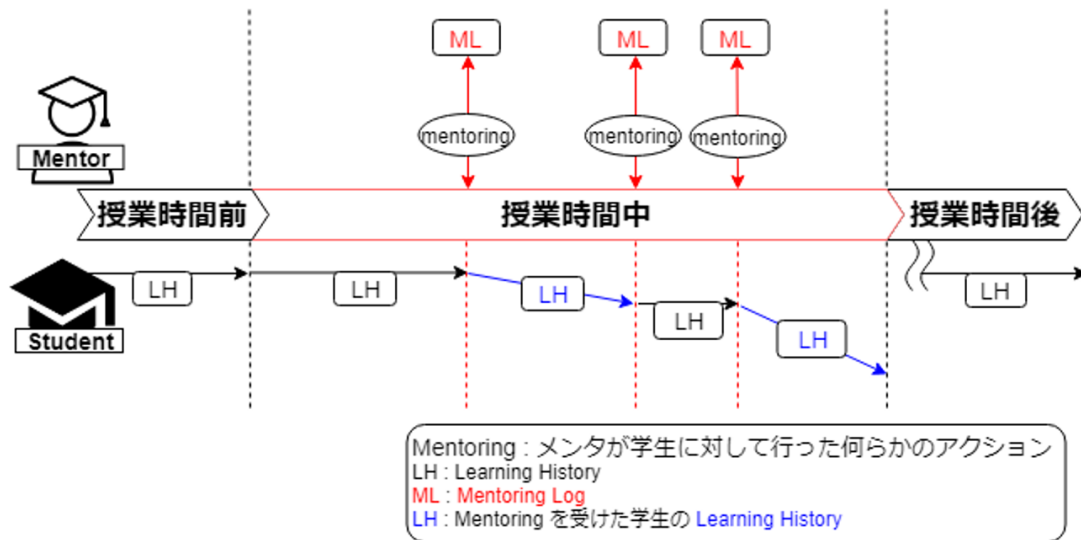 ML
ML
ML
mentoring
mentoring
mentoring
Mentor
授業時間前
授業時間中
授業時間後
LH
LH
LH
LH
LH
LH
Student
Mentoring : メンタが学生に対して行った何らかのアクション
LH : Learning History
ML : Mentoring Log
LH : Mentoring を受けた学生の Learning History